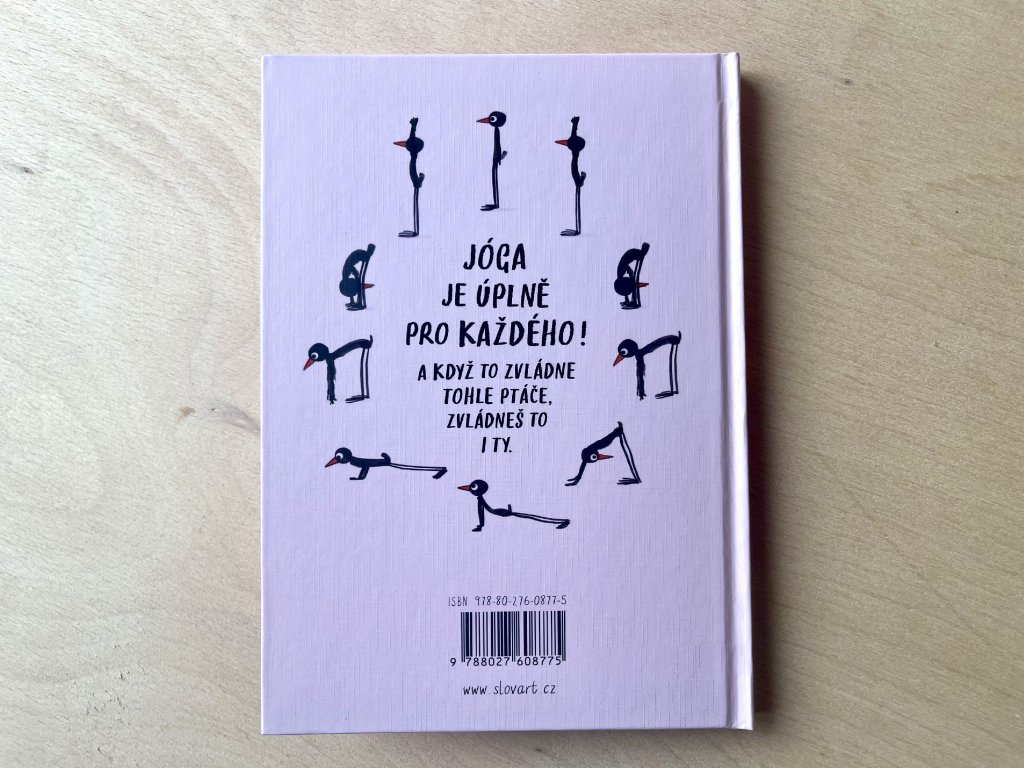 JÓGA
JE ÚPLNĚ
PRO KAŽDÉHO!
A KDYŽ TO ZVLÁDNE
TOHLE PTÁČE,
ZVLÁDNEŠ TO
I TY.
ISBN 978-80-276-0877-5
9 788027 608775
www.slovart.cz